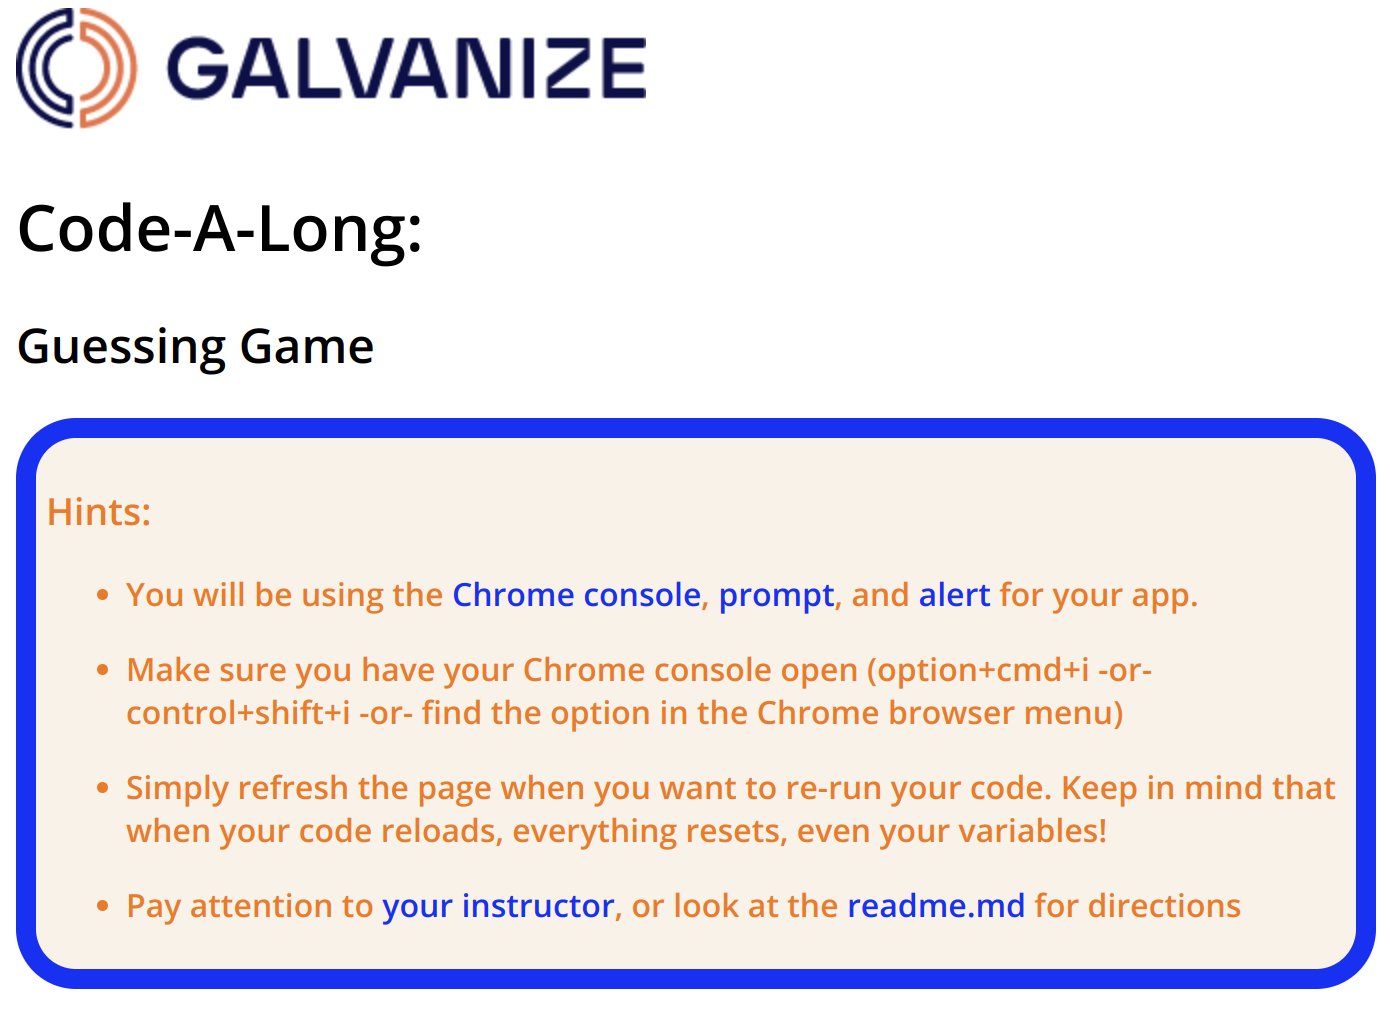 GALVANIZE
Code-A-Long:
Guessing Game
Hints:
• You will be using the Chrome console, prompt, and alert for your app.
• Make sure you have your Chrome console open (option+cmd+i -or-
control+shift+i -or- find the option in the Chrome browser menu)
• Simply refresh the page when you want to re-run your code. Keep in mind that
when your code reloads, everything resets, even your variables!
• Pay attention to your instructor, or look at the readme.md for directions